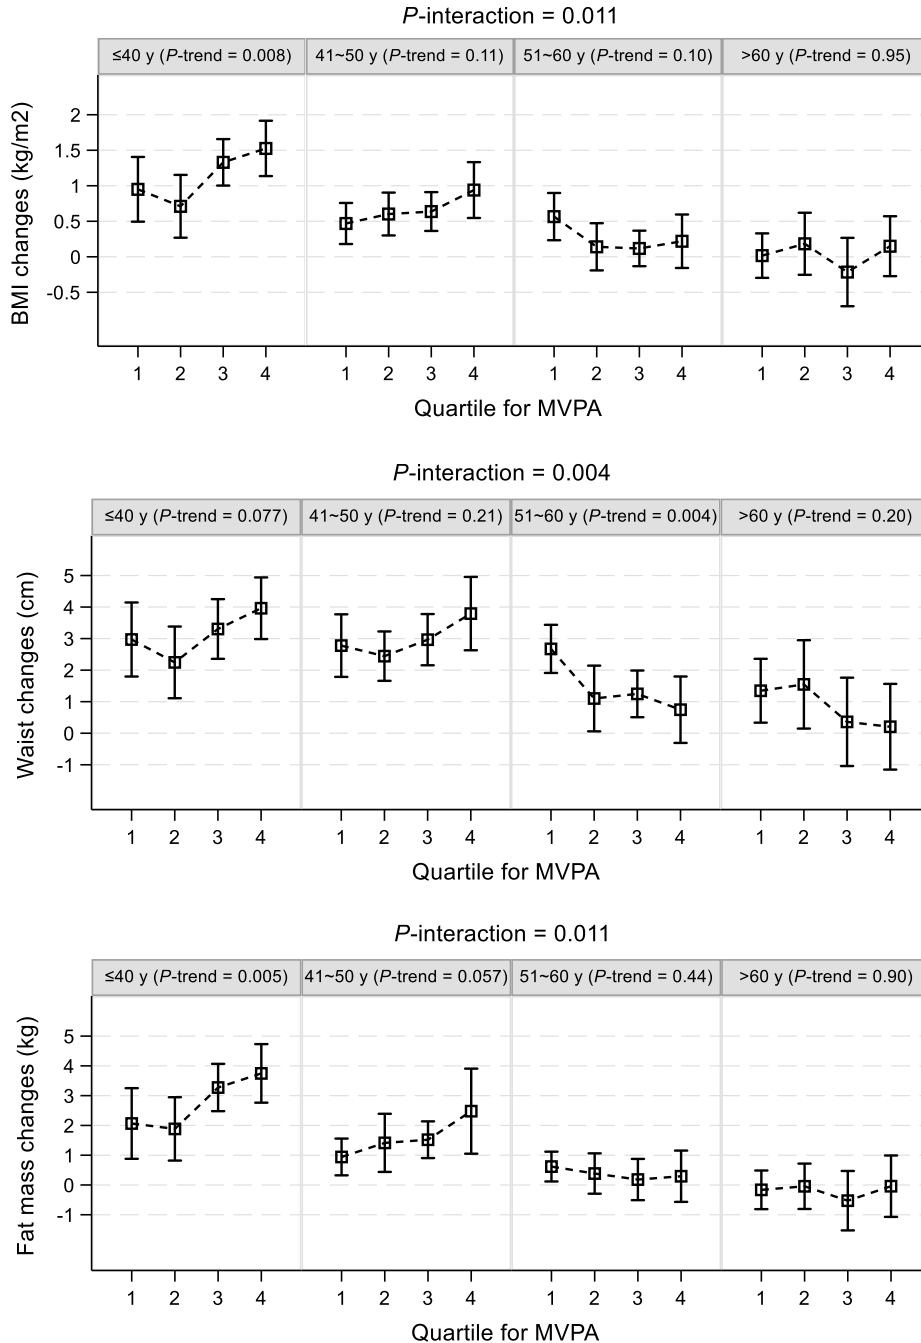 P-interaction = 0.011
≤40 y (P-trend = 0.008) 41~50 y (P-trend = 0.11) 51~60 y (P-trend = 0.10) >60 y (P-trend = 0.95)
BMI changes (kg/m2)
2
1.5
1
0.5
0
-0.5
1 2 3 4 1 2 3 4 1 2 3 4 1 2 3 4
Quartile for MVPA
P-interaction = 0.004
≤40 y (P-trend = 0.077) 41~50 y (P-trend = 0.21) 51~60 y (P-trend = 0.004) >60 y (P-trend = 0.20)
Waist changes (cm)
5
4
3
2
1
0
-1
1 2 3 4 1 2 3 4 1 2 3 4 1 2 3 4
Quartile for MVPA
P-interaction = 0.011
≤40 y (P-trend = 0.005) 41~50 y (P-trend = 0.057) 51~60 y (P-trend = 0.44) >60 y (P-trend = 0.90)
Fat mass changes (kg)
5
4
3
2
1
0
-1
1 2 3 4 1 2 3 4 1 2 3 4 1 2 3 4
Quartile for MVPA